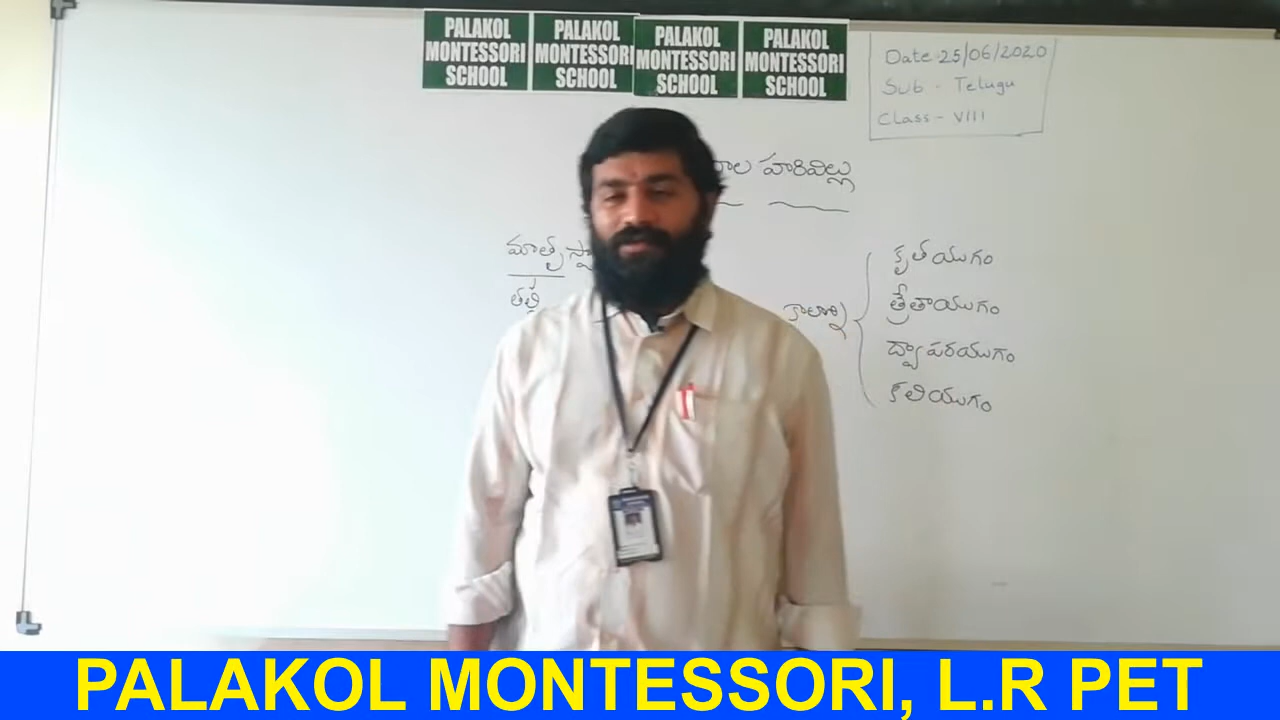 PALAKOL MONTESSORI SCHOOL
PALAKOL MONTESSORI SCHOOL
PALAKOL MONTESSORI SCHOOL
PALAKOL MONTESSORI SCHOOL
Date 25/06/2020
Sub - Telugu
Class - VIII
హరివిల్లు
మాతృ
తల్లి
కృతయుగం
త్రేతాయుగం
ద్వాపరయుగం
కలియుగం
PALAKOL MONTESSORI, L.R PET